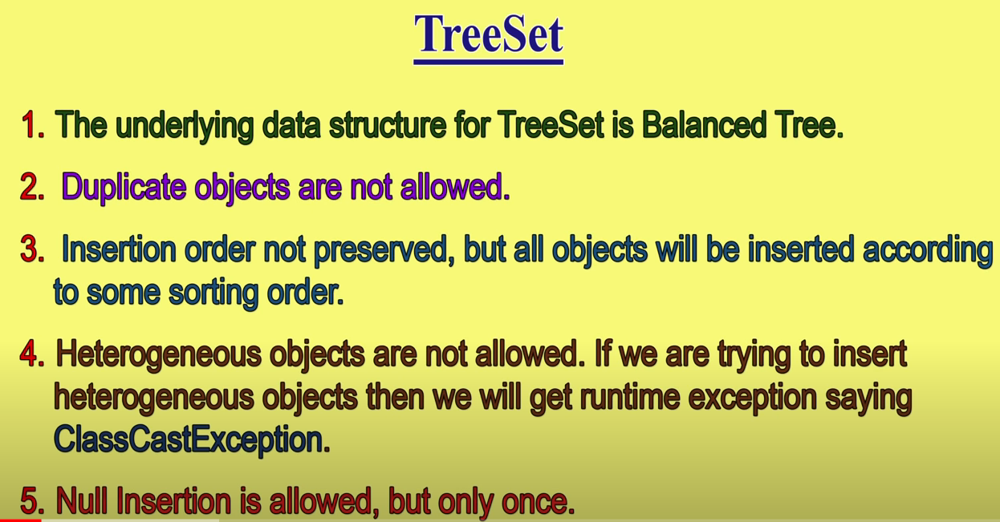 TreeSet
1. The underlying data structure for TreeSet is Balanced Tree.
2. Duplicate objects are not allowed.
3. Insertion order not preserved, but all objects will be inserted according
to some sorting order.
4. Heterogeneous objects are not allowed. If we are trying to insert
heterogeneous objects then we will get runtime exception saying
ClassCastException.
5. Null Insertion is allowed, but only once.